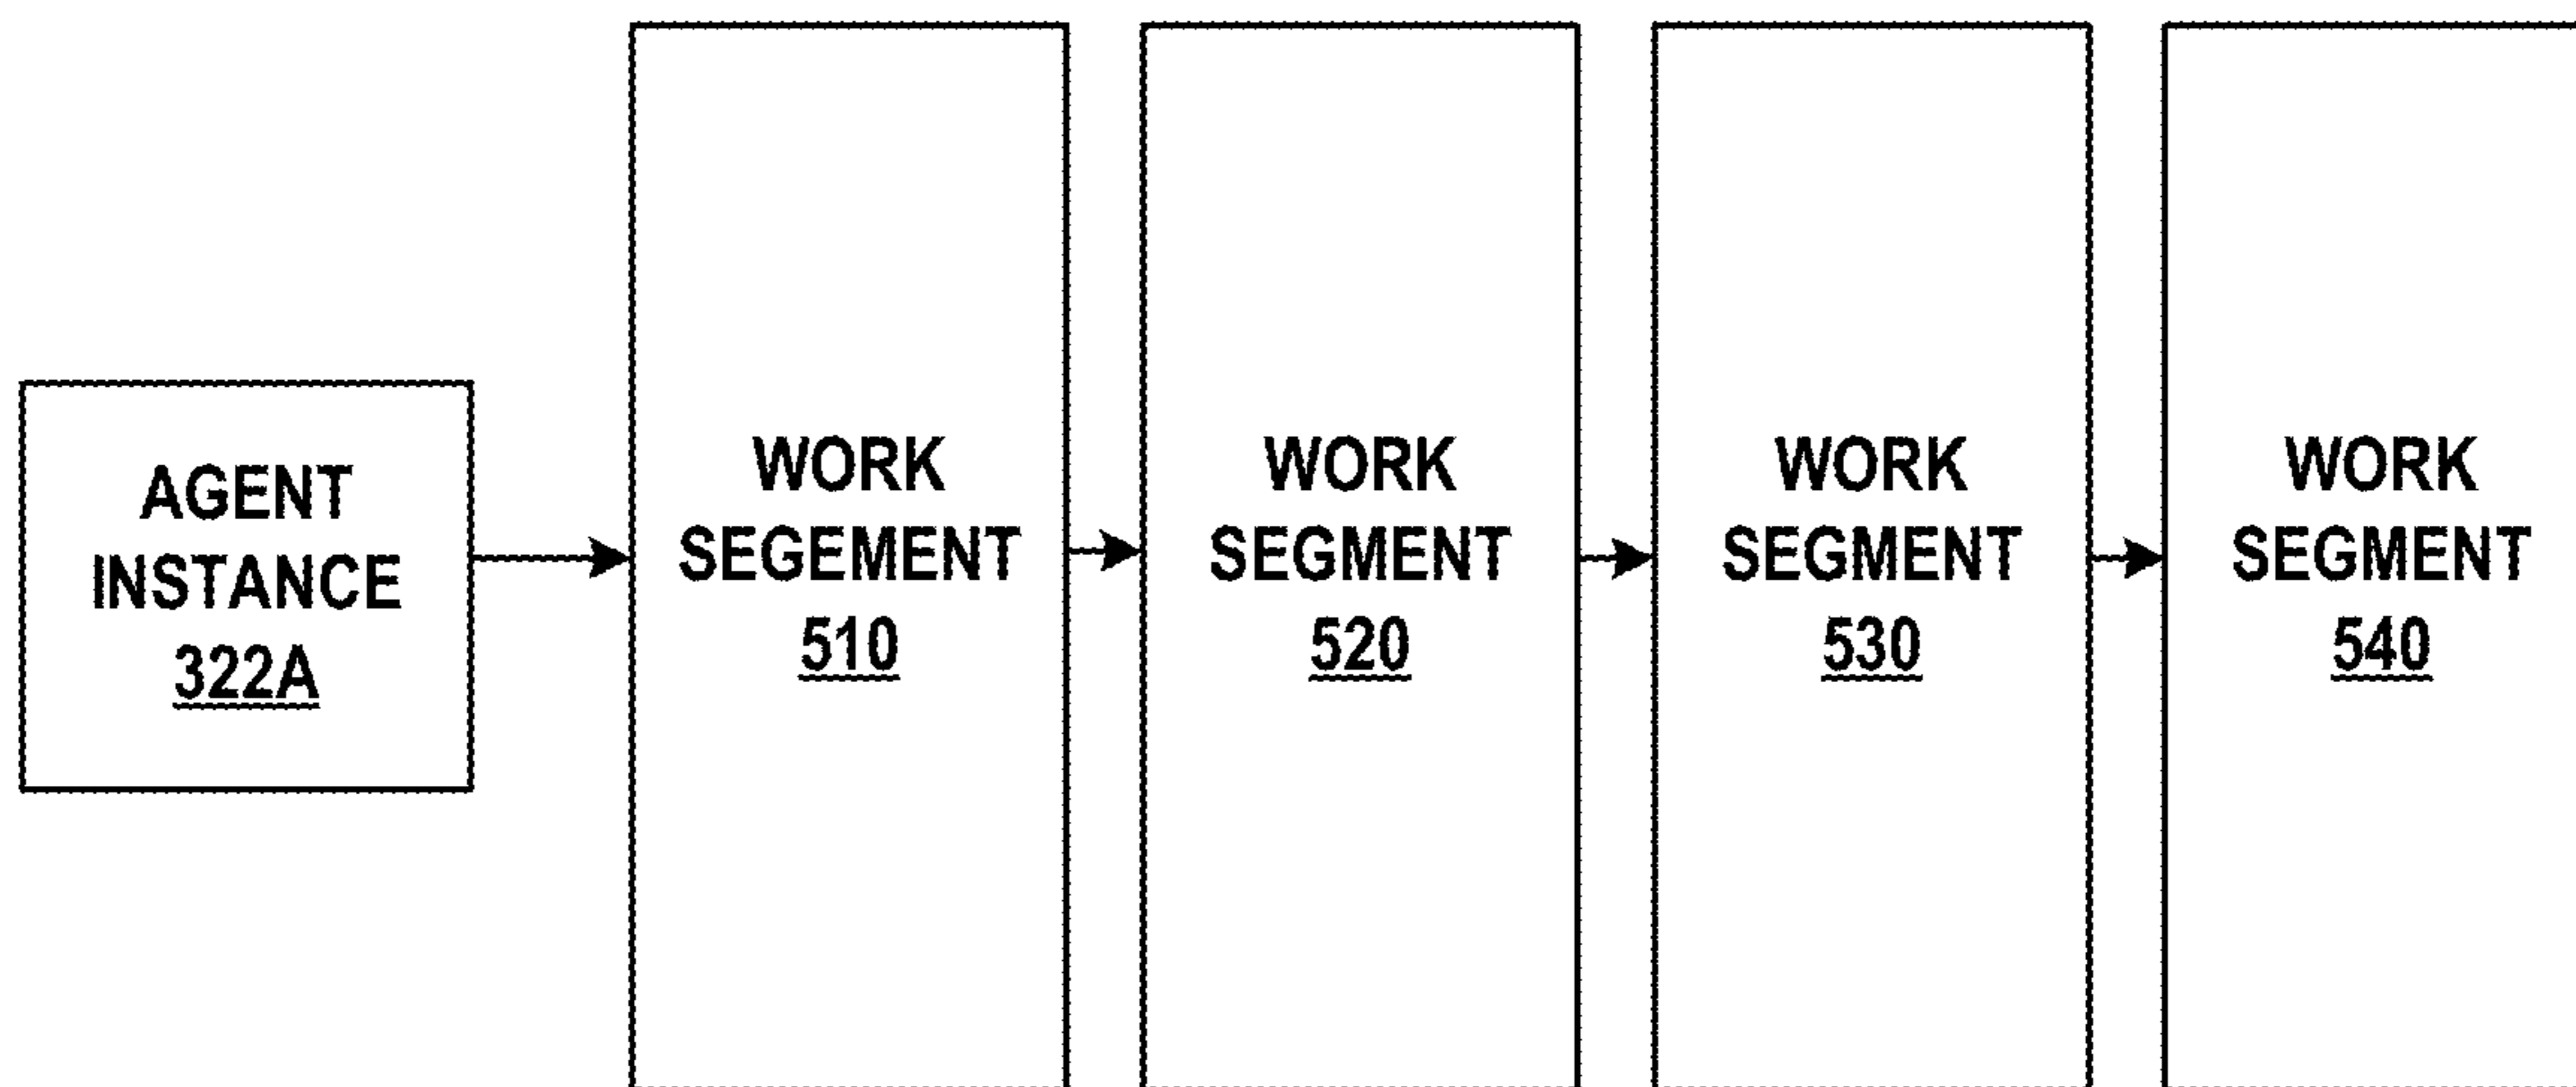 AGENT
INSTANCE
322A
WORK
SEGEMENT
510
WORK
SEGMENT
520
WORK
SEGMENT
530
WORK
SEGMENT
540